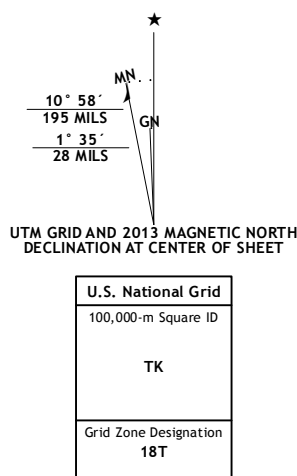 MN
10° 58´
195 MILS
GN
1° 35´
28 MILS
UTM GRID AND 2013 MAGNETIC NORTH
DECLINATION AT CENTER OF SHEET
U.S. National Grid
100,000-m Square ID
TK
Grid Zone Designation
18T